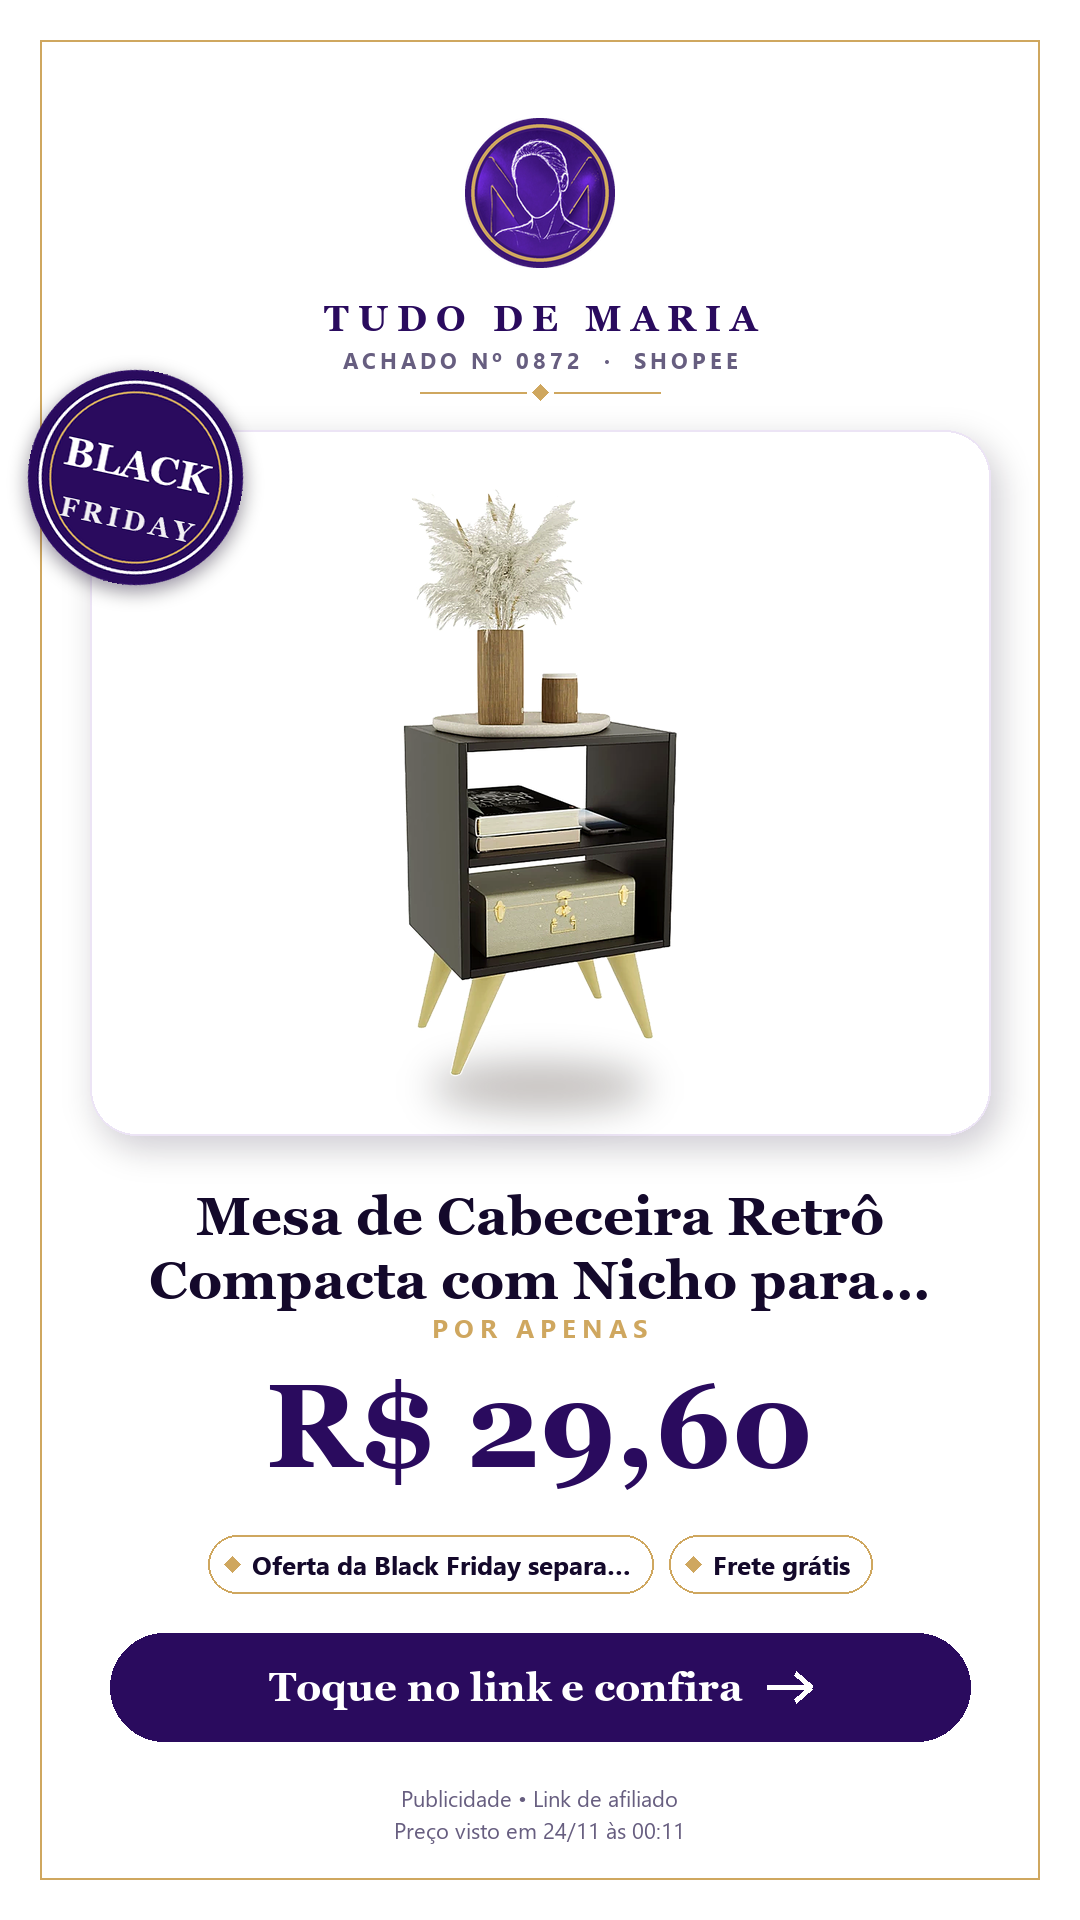 TUDO DE MARIA
ACHADO Nº 0872 · SHOPEE
BLACK
FRIDAY
Mesa de Cabeceira Retrô
Compacta com Nicho para...
POR APENAS
R$ 29,60
Oferta da Black Friday separa...
Frete grátis
Toque no link e confira →
Publicidade • Link de afiliado
Preço visto em 24/11 às 00:11